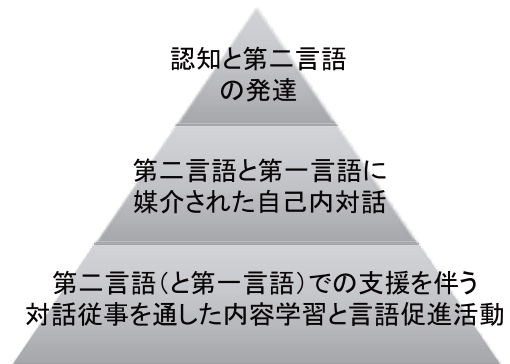 認知と第二言語
の発達
第二言語と第一言語に
媒介された自己内対話
第二言語(と第一言語)での支援を伴う
対話従事を通した内容学習と言語促進活動